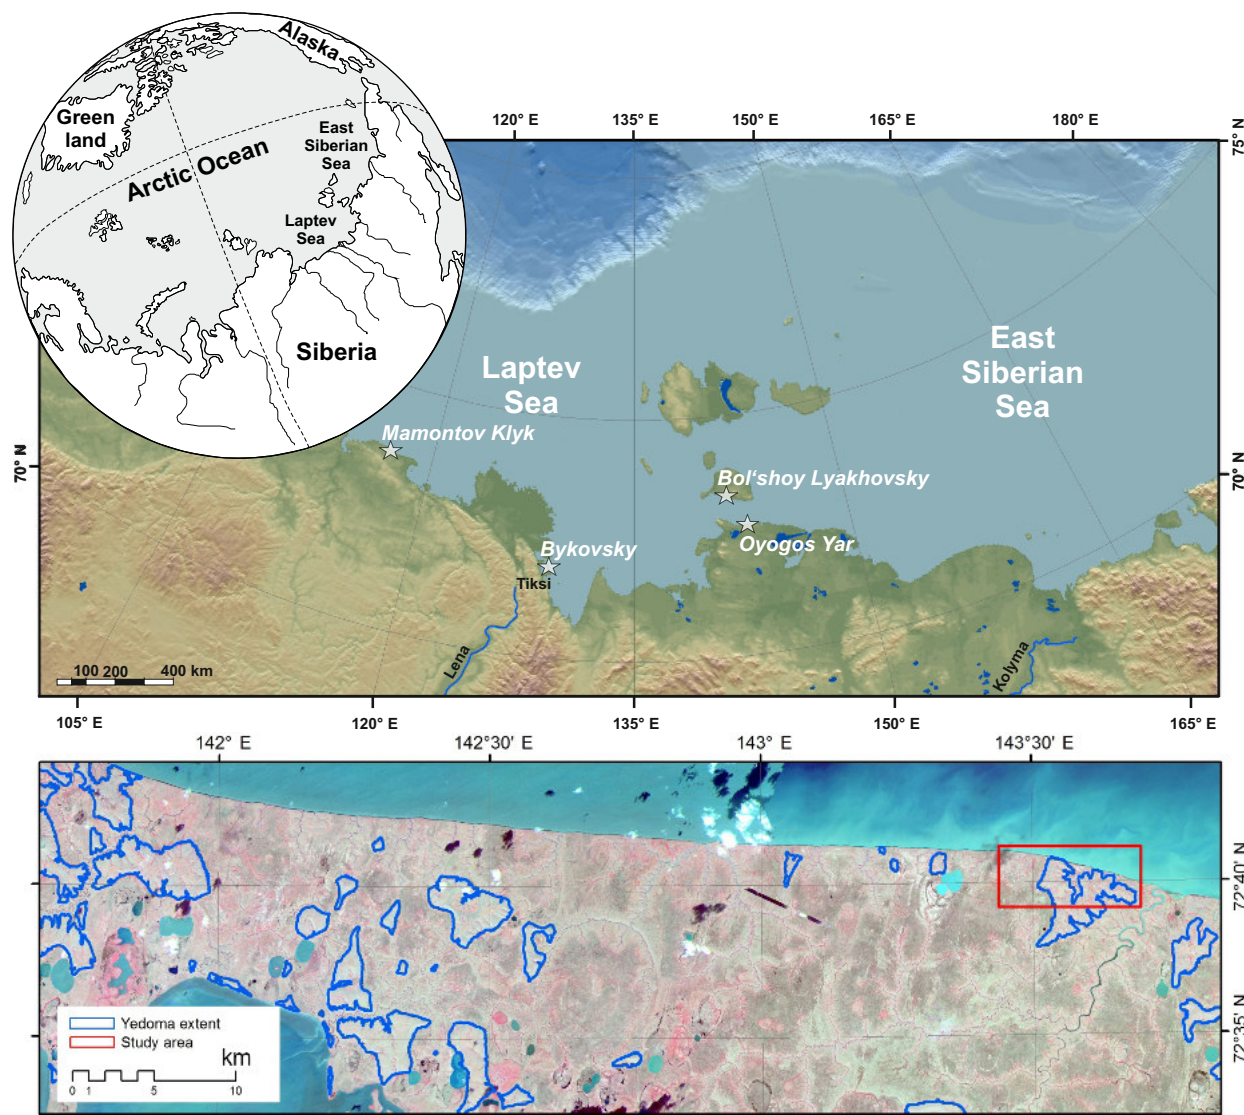 Alaska
Green
land
East
Siberian
Sea
Arctic Ocean
Laptev
Sea
Siberia
120° E
135° E
150° E
165° E
180° E
75° N
70° N
70° N
Laptev
Sea
East
Siberian
Sea
Mamontov Klyk
Bol‘shoy Lyakhovsky
Oyogos Yar
Bykovsky
Tiksi
Lena
Kolyma
100 200 400 km
105° E
120° E
135° E
150° E
165° E
142°
142°30'
143°
143°30' E
72°40' N
72°35' N
Yedoma extent
Study area
km
0 1 5 10